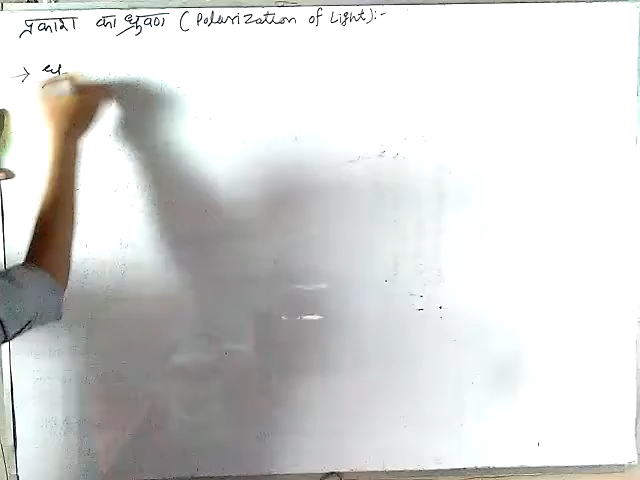 प्रकाश का ध्रुवण (Polarization of Light):-
→